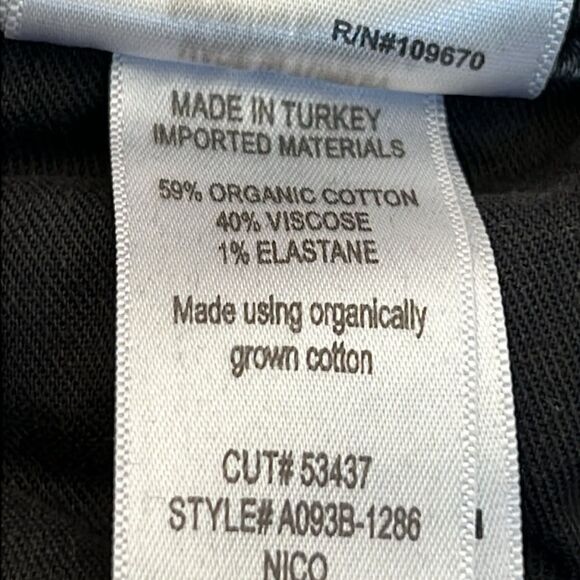 R/N#109670
MADE IN TURKEY
IMPORTED MATERIALS
59% ORGANIC COTTON
40% VISCOSE
1% ELASTANE
Made using organically
grown cotton
CUT# 53437
STYLE# A093B-1286
NICO